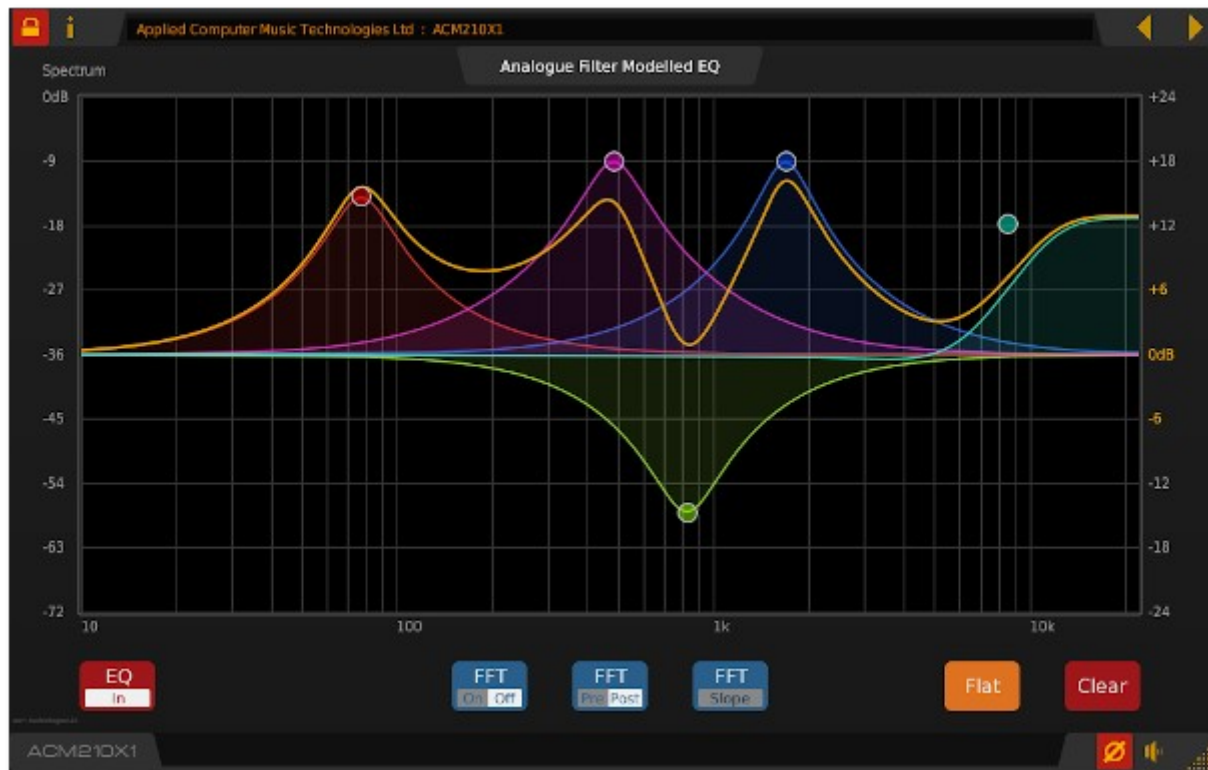 i
Applied Computer Music Technologies Ltd : ACM210X1
Analogue Filter Modelled EQ
Spectrum
0dB +24
-9 +18
-18 +12
-27 +6
-36 0dB
-45 -6
-54 -12
-63 -18
-72 -24
10 100 1k 10k
EQ FFT FFT FFT
In On Off Pre Post Slope Flat Clear
ACM210X1